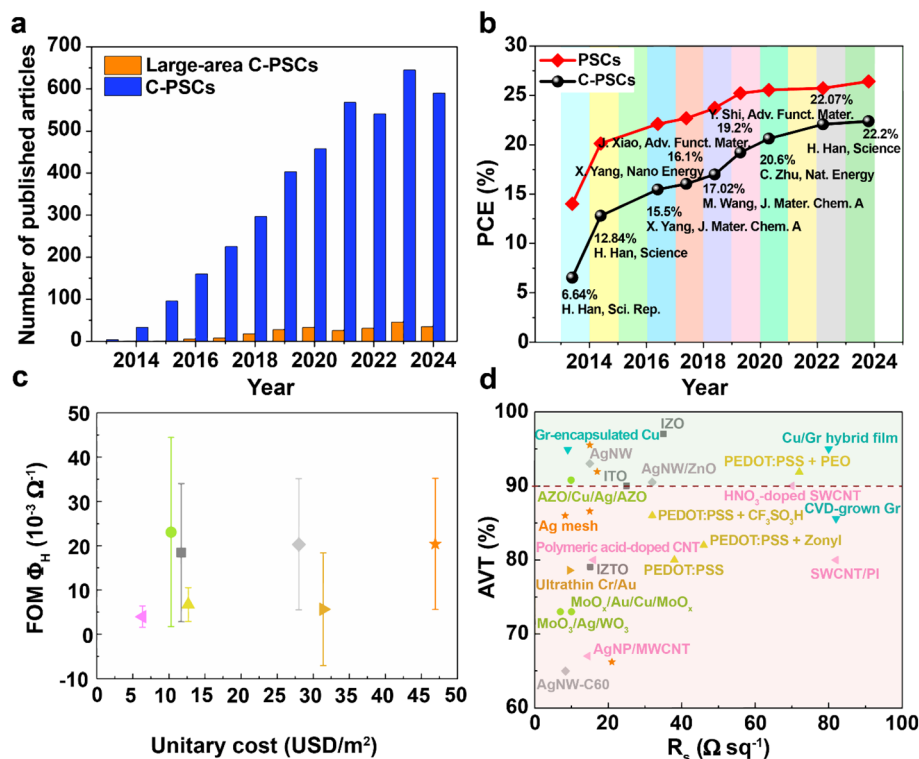 a
Number of published articles
700
600
500
400
300
200
100
0
Large-area C-PSCs
C-PSCs
2014
2016
2018
2020
2022
2024
Year
b
PCE (%)
30
25
20
15
10
5
0
PSCs
C-PSCs
22.07%
Y. Shi, Adv. Funct. Mater.
19.2%
J. Xiao, Adv. Funct. Mater.
16.1%
X. Yang, Nano Energy
22.2%
H. Han, Science
20.6%
C. Zhu, Nat. Energy
17.02%
M. Wang, J. Mater. Chem. A
15.5%
X. Yang, J. Mater. Chem. A
12.84%
H. Han, Science
6.64%
H. Han, Sci. Rep.
2014
2016
2018
2020
2022
2024
Year
c
FOM Φ_H (10⁻³ Ω⁻¹)
50
40
30
20
10
0
-10
0
5
10
15
20
25
30
35
40
45
50
Unitary cost (USD/m²)
d
AVT (%)
100
90
80
70
60
IZO
Gr-encapsulated Cu
Cu/Gr hybrid film
AgNW
PEDOT:PSS + PEO
AgNW/ZnO
ITO
AZO/Cu/Ag/AZO
HNO₃-doped SWCNT
CVD-grown Gr
PEDOT:PSS + CF₃SO₃H
Ag mesh
PEDOT:PSS + Zonyl
Polymeric acid-doped CNT
IZTO
PEDOT:PSS
SWCNT/PI
Ultrathin Cr/Au
MoOₓ/Au/Cu/MoOₓ
MoO₃/Ag/WO₃
AgNP/MWCNT
AgNW-C60
0
20
40
60
80
100
Rₛ (Ω sq⁻¹)